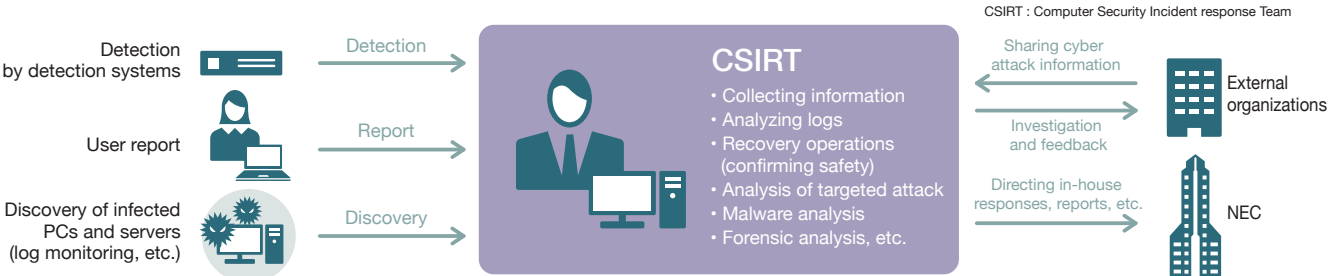 CSIRT : Computer Security Incident response Team
Detection
by detection systems
Detection
User report
Report
Discovery of infected
PCs and servers
(log monitoring, etc.)
Discovery
CSIRT
• Collecting information
• Analyzing logs
• Recovery operations
(confirming safety)
• Analysis of targeted attack
• Malware analysis
• Forensic analysis, etc.
Sharing cyber
attack information
Investigation
and feedback
External
organizations
Directing in-house
responses, reports, etc.
NEC